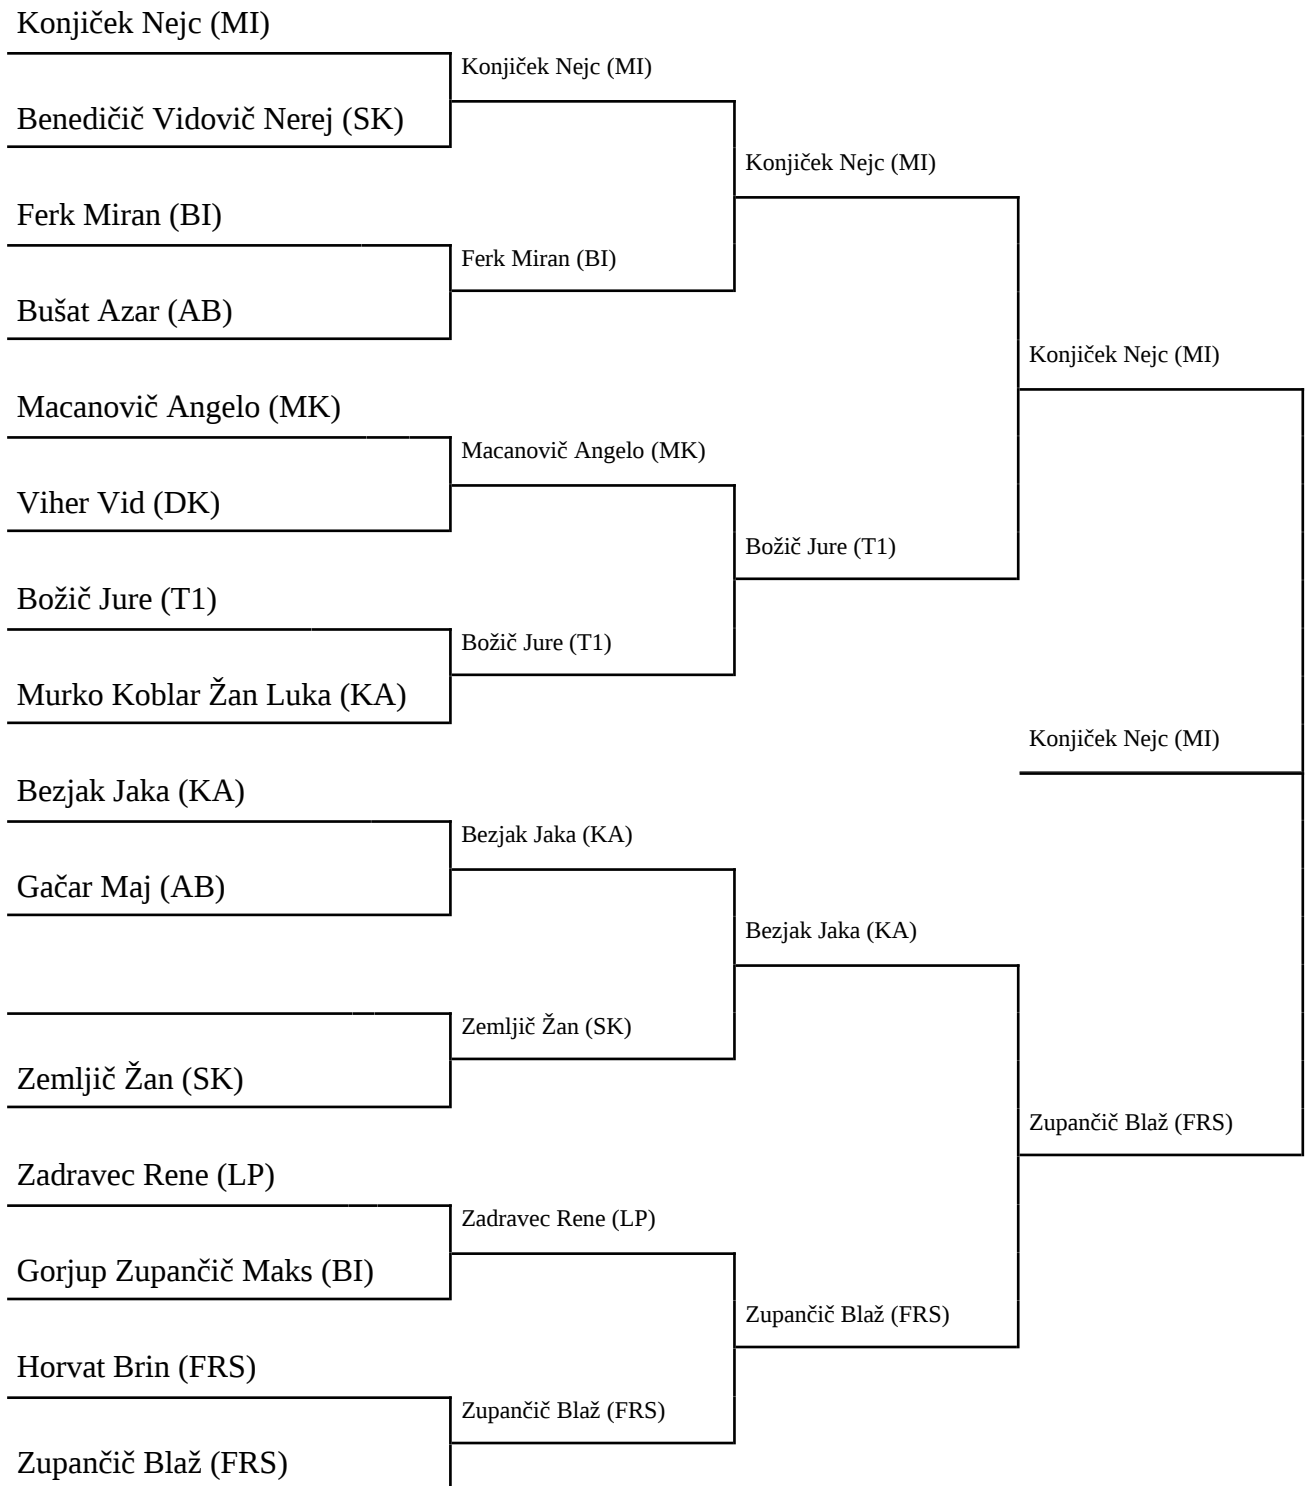 Konjiček Nejc (MI)
Konjiček Nejc (MI)
Benedičič Vidovič Nerej (SK)
Konjiček Nejc (MI)
Ferk Miran (BI)
Ferk Miran (BI)
Bušat Azar (AB)
Konjiček Nejc (MI)
Macanovič Angelo (MK)
Macanovič Angelo (MK)
Viher Vid (DK)
Božič Jure (T1)
Božič Jure (T1)
Božič Jure (T1)
Murko Koblar Žan Luka (KA)
Konjiček Nejc (MI)
Bezjak Jaka (KA)
Bezjak Jaka (KA)
Gačar Maj (AB)
Bezjak Jaka (KA)
Zemljič Žan (SK)
Zemljič Žan (SK)
Zupančič Blaž (FRS)
Zadravec Rene (LP)
Zadravec Rene (LP)
Gorjup Zupančič Maks (BI)
Zupančič Blaž (FRS)
Horvat Brin (FRS)
Zupančič Blaž (FRS)
Zupančič Blaž (FRS)